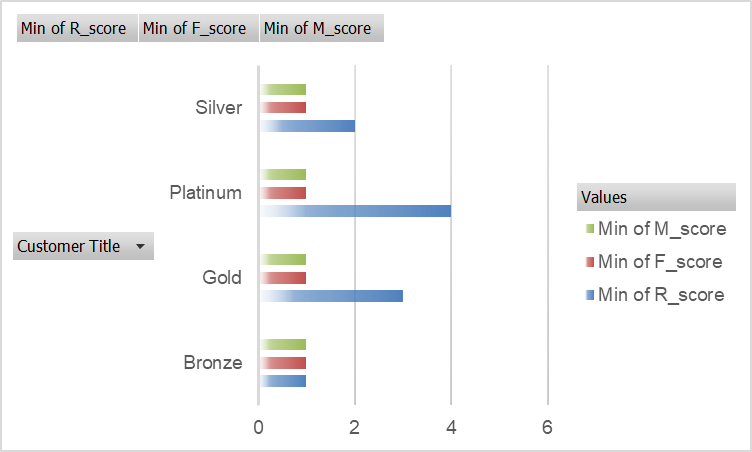 Min of R_score Min of F_score Min of M_score
Silver
Platinum
Values
Min of M_score
Customer Title
Min of F_score
Gold
Min of R_score
Bronze
0 2 4 6